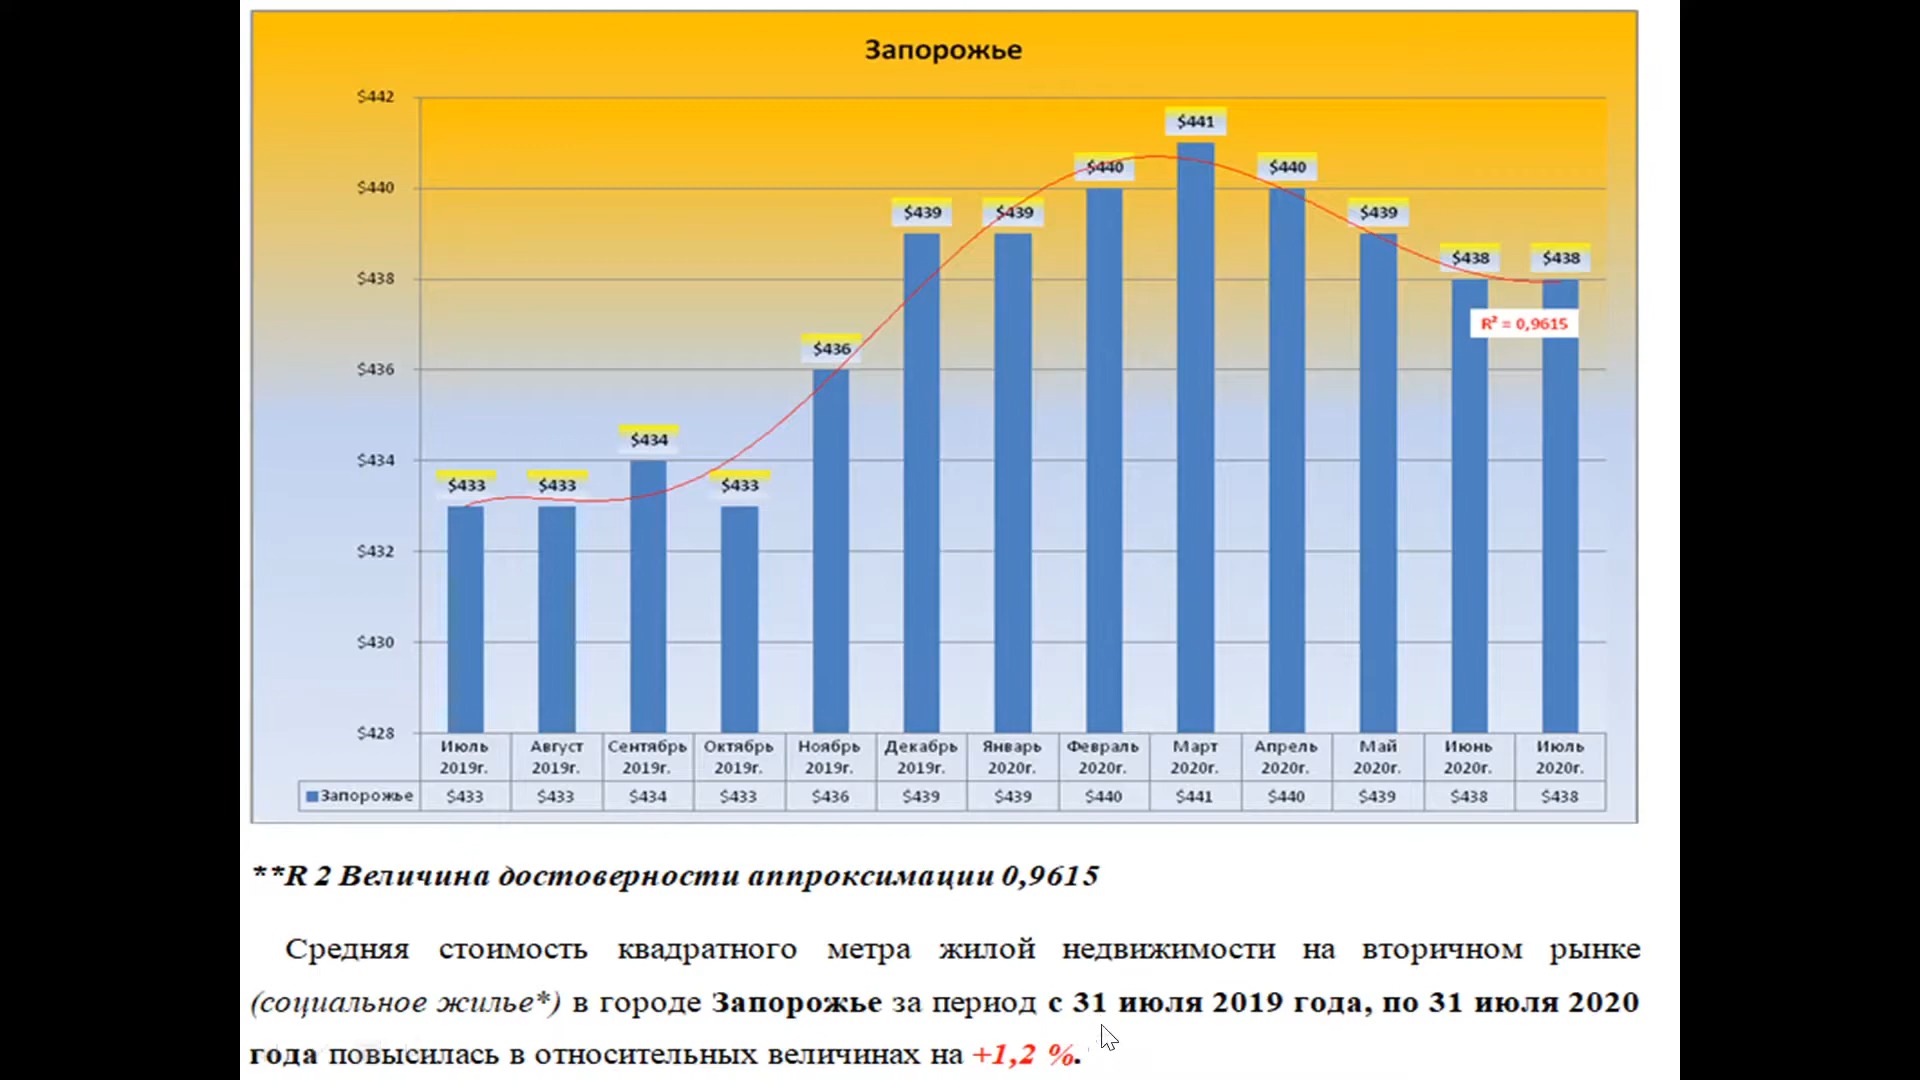 Запорожье
$442
$440
$438
$436
$434
$432
$430
$428
$433
$433
$434
$433
$436
$439
$439
$440
$441
$440
$439
$438
$438
R² = 0,9615
Июль 2019г. Август 2019г. Сентябрь 2019г. Октябрь 2019г. Ноябрь 2019г. Декабрь 2019г. Январь 2020г. Февраль 2020г. Март 2020г. Апрель 2020г. Май 2020г. Июнь 2020г. Июль 2020г.
Запорожье $433 $433 $434 $433 $436 $439 $439 $440 $441 $440 $439 $438 $438
**R 2 Величина достоверности аппроксимации 0,9615
Средняя стоимость квадратного метра жилой недвижимости на вторичном рынке
(социальное жилье*) в городе Запорожье за период с 31 июля 2019 года, по 31 июля 2020
года повысилась в относительных величинах на +1,2 %.